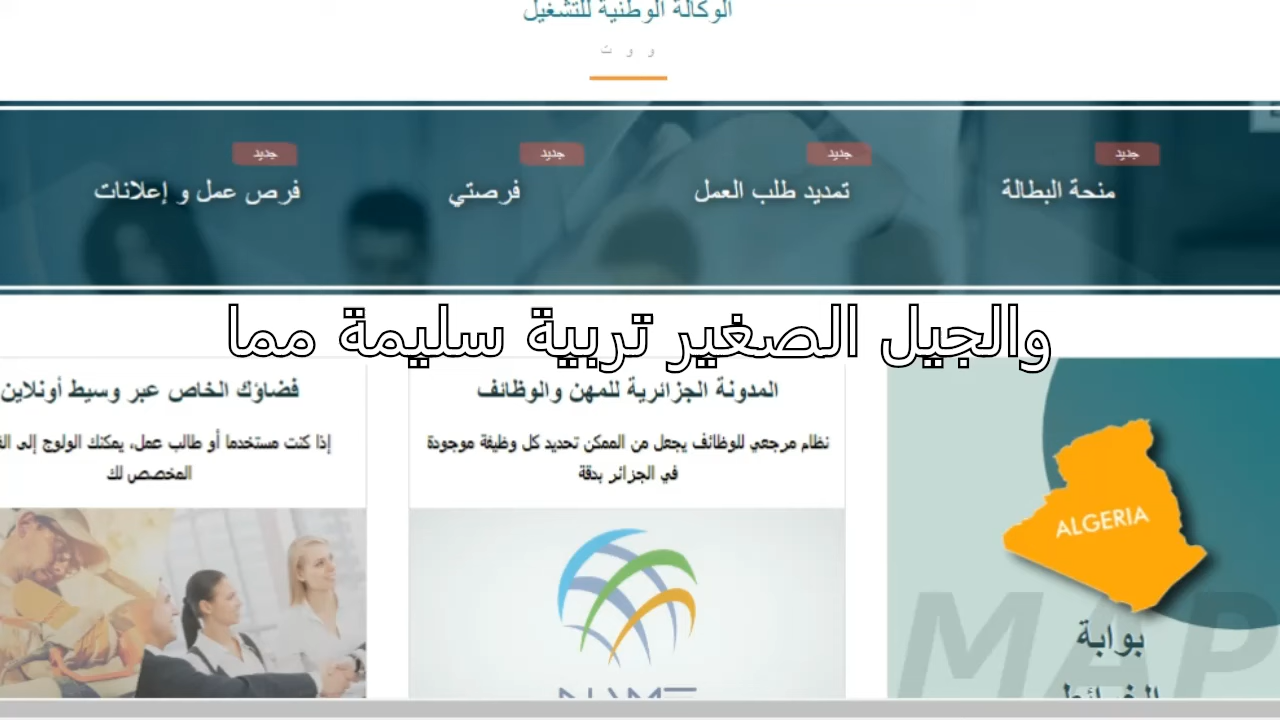 الوكالة الوطنية للتشغيل
و و ت
جديد
منحة البطالة
جديد
تمديد طلب العمل
جديد
فرصتي
جديد
فرص عمل و إعلانات
والجيل الصغير تربية سليمة مما
المدونة الجزائرية للمهن والوظائف
نظام مرجعي للوظائف يجعل من الممكن تحديد كل وظيفة موجودة
في الجزائر بدقة
فضاؤك الخاص عبر وسيط أونلاين
إذا كنت مستخدما أو طالب عمل، يمكنك الولوج إلى
المخصص لك
ALGERIA
MAP
بوابة